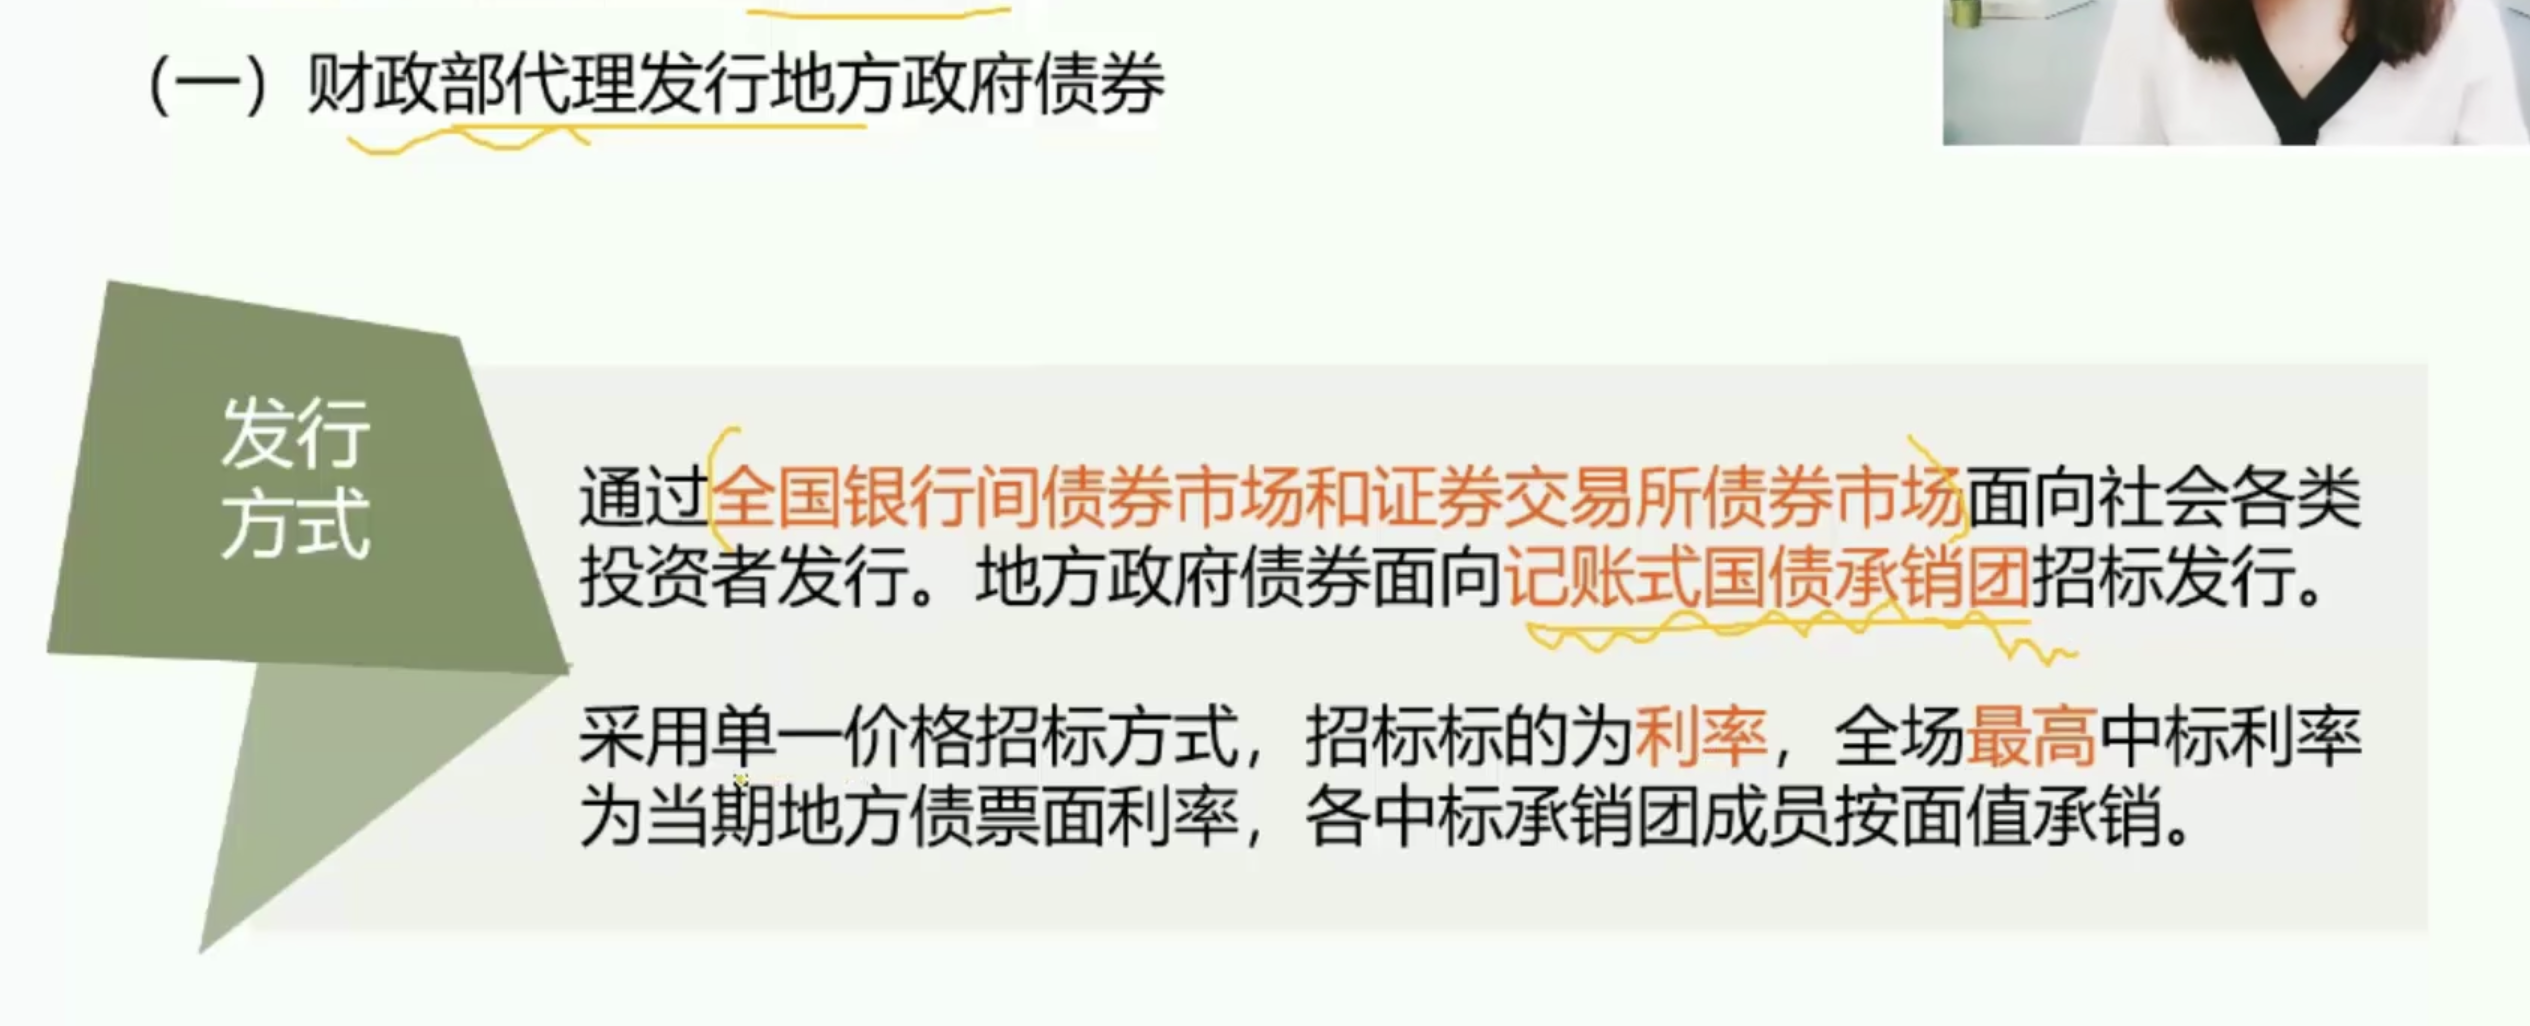 （一）财政部代理发行地方政府债券
发行
方式
通过全国银行间债券市场和证券交易所债券市场面向社会各类
投资者发行。地方政府债券面向记账式国债承销团招标发行。
采用单一价格招标方式，招标标的为利率，全场最高中标利率
为当期地方债票面利率，各中标承销团成员按面值承销。